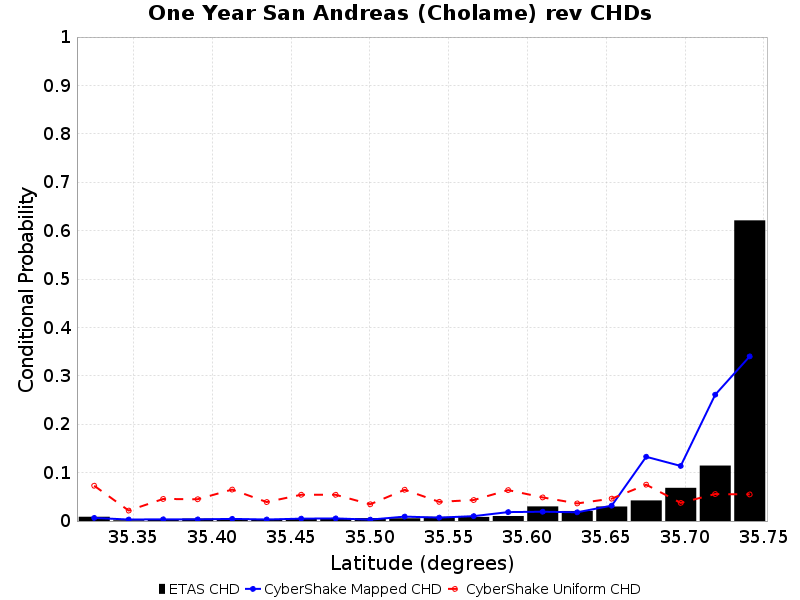 One Year San Andreas (Cholame) rev CHDs
Conditional Probability
1
0.9
0.8
0.7
0.6
0.5
0.4
0.3
0.2
0.1
0
35.35 35.40 35.45 35.50 35.55 35.60 35.65 35.70 35.75
Latitude (degrees)
ETAS CHD CyberShake Mapped CHD CyberShake Uniform CHD